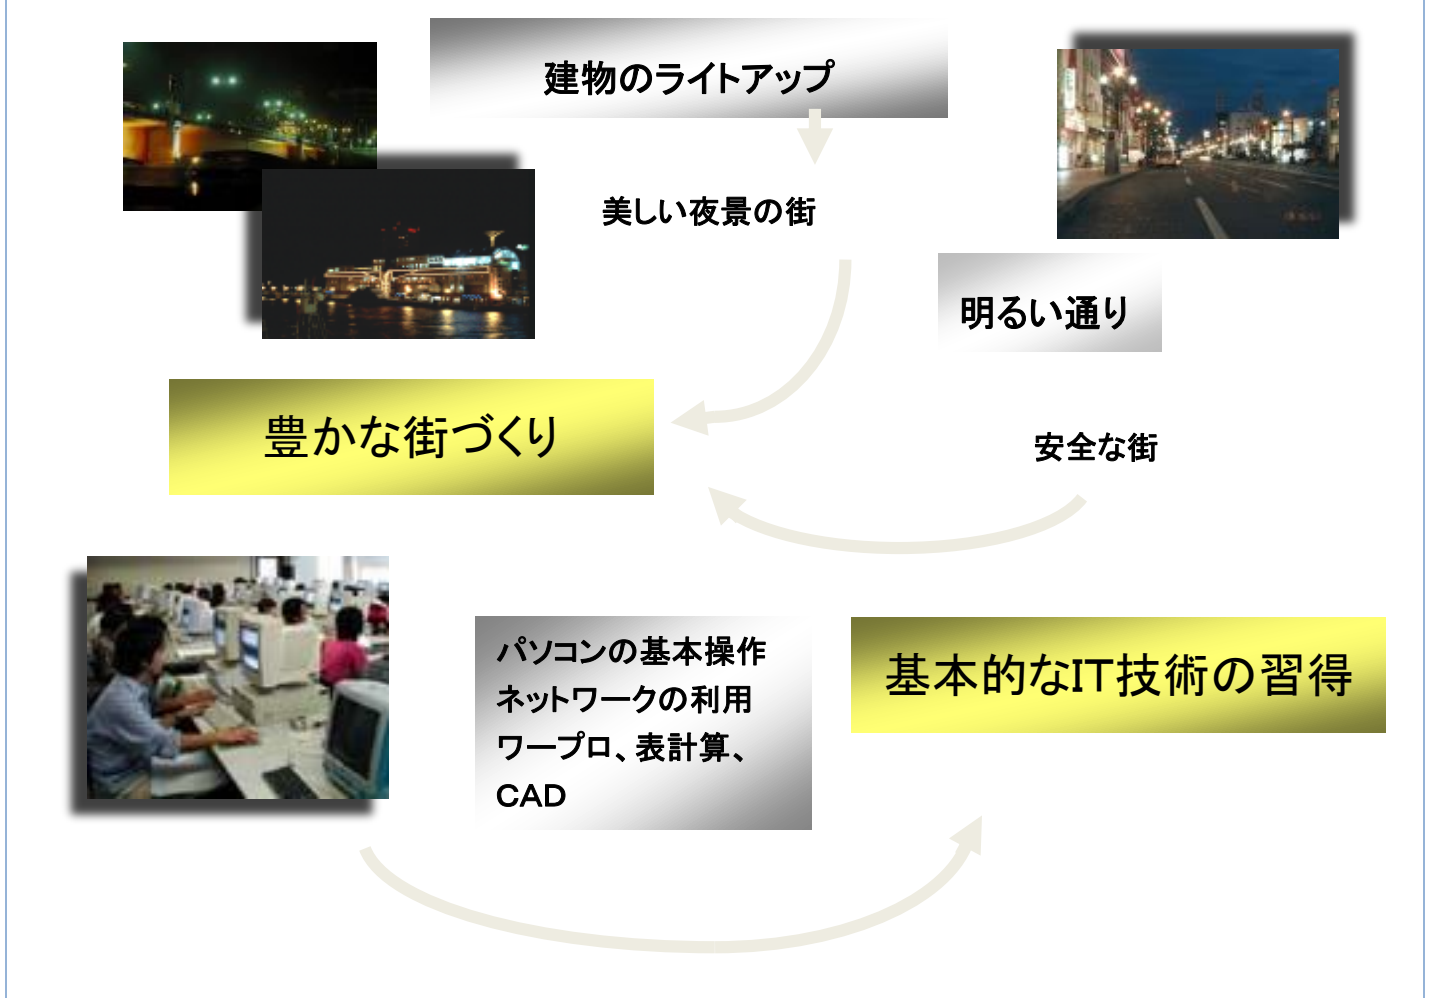 建物のライトアップ
美しい夜景の街
明るい通り
豊かな街づくり
安全な街
パソコンの基本操作
ネットワークの利用
ワープロ、表計算、
CAD
基本的なIT技術の習得